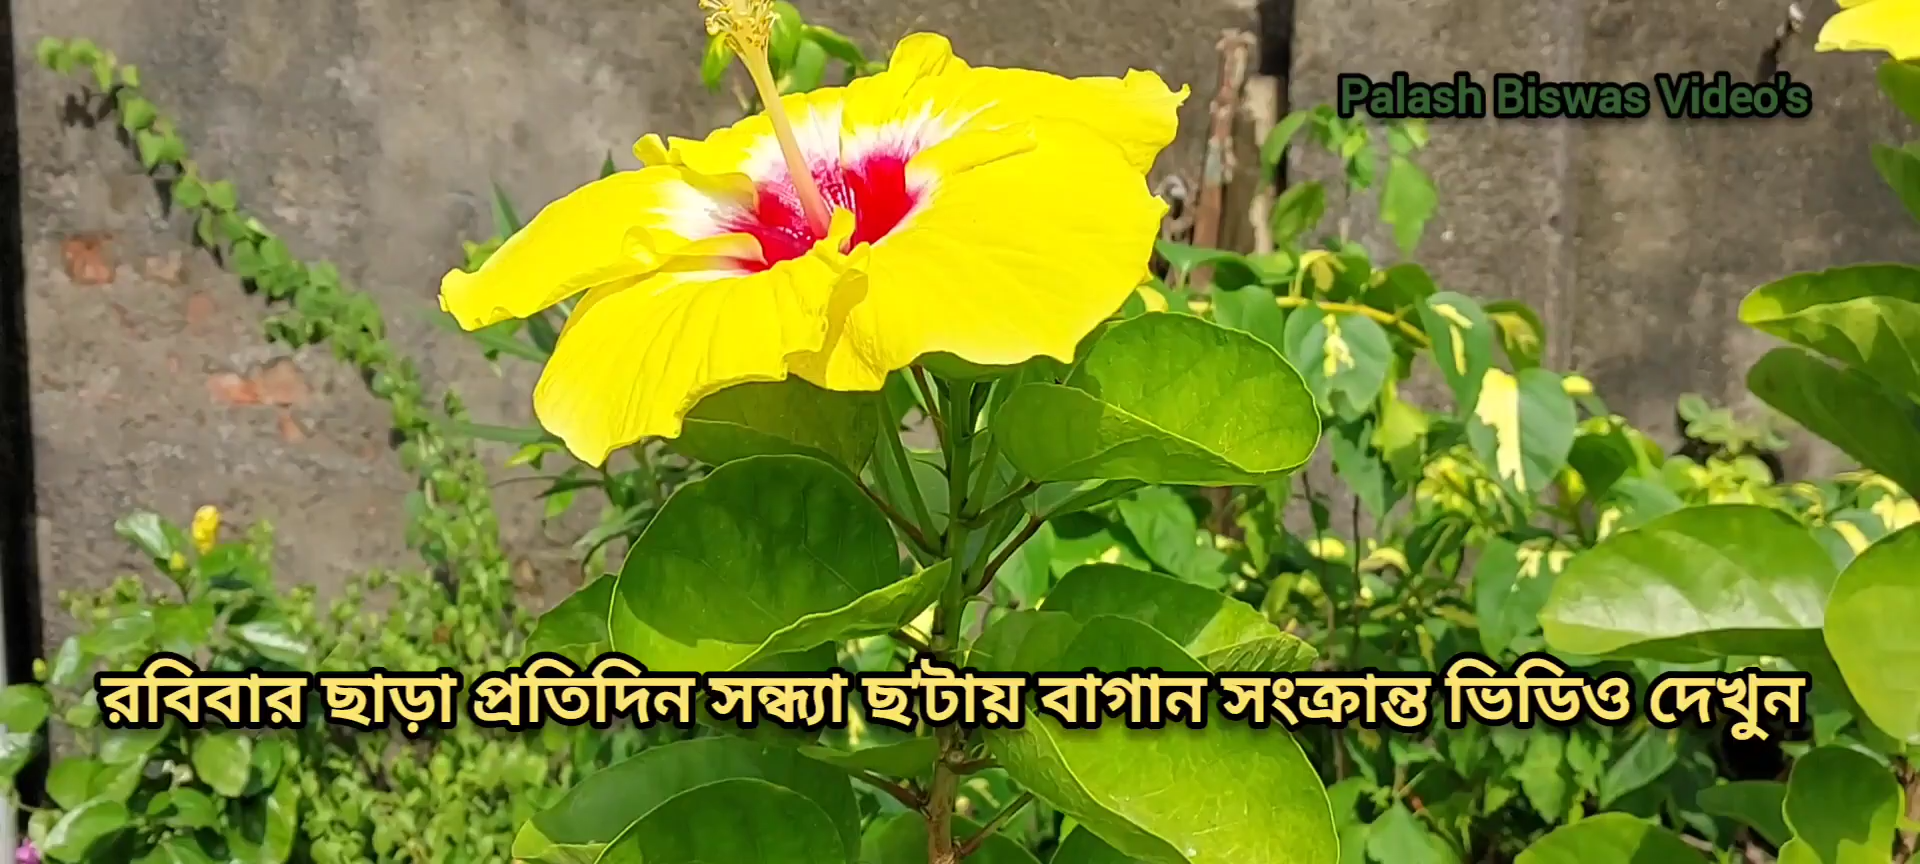 Palash Biswas Video's
রবিবার ছাড়া প্রতিদিন সন্ধ্যা ছ'টায় বাগান সংক্রান্ত ভিডিও দেখুন